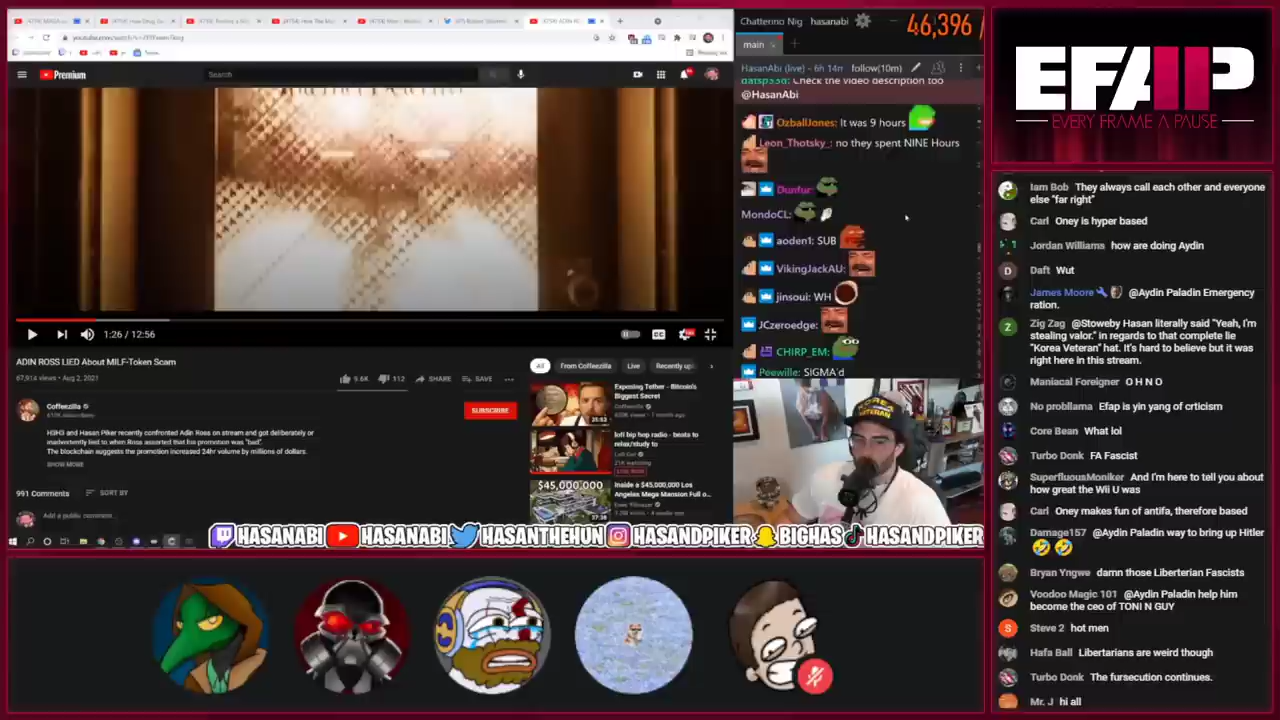 Premium
Search
1:26 / 12:56
ADIN ROSS LIED About MILF-Token Scam
67,914 views • Aug 2, 2021
9.6K
112
SHARE
SAVE
Coffeezilla
SUBSCRIBE
H3H3 and Hasan Piker recently confronted Adin Ross on stream and got deliberately or
inadvertently lied to when Ross asserted that his promotion was "bad".
The blockchain suggests the promotion increased 24hr volume by millions of dollars.
SHOW MORE
991 Comments
SORT BY
Add a public comment...
All
From Coffeezilla
Live
Recently up
Exposing Tether - Bitcoin's
Biggest Secret
Coffeezilla
lofi hip hop radio - beats to
relax/study to
$45,000,000
Inside a $45,000,000 Los
Angeles Mega Mansion Full o...
Chatterino Nig
hasanabi
46,396
main
HasanAbi (live) - 6h 14m
follow(10m)
Check the video description too
@HasanAbi
OzballJones: It was 9 hours
Leon_Thotsky_: no they spent NINE Hours
Dunfur:
MondoCL:
aoden1: SUB
VikingJackAU:
jinsoui: WH
JCzeroedge:
CHIRP_EM:
Peewille: SIGMA'd
KOREA
VETERAN
HASANABI
HASANABI
HASANTHEHUN
HASANDPIKER
BIGHAS
HASANDPIKER
EFAP
EVERY FRAME A PAUSE
Iam Bob They always call each other and everyone
else "far right"
Carl Oney is hyper based
Jordan Williams how are doing Aydin
D
Daft Wut
James Moore @Aydin Paladin Emergency
ration.
Z
Zig Zag @Stoweby Hasan literally said "Yeah, I'm
stealing valor." in regards to that complete lie
"Korea Veteran" hat. It's hard to believe but it was
right here in this stream.
Maniacal Foreigner O H N O
No probllama Efap is yin yang of crticism
Core Bean What lol
Turbo Donk FA Fascist
SuperfluousMoniker And I'm here to tell you about
how great the Wii U was
Carl Oney makes fun of antifa, therefore based
Damage157 @Aydin Paladin way to bring up Hitler
Bryan Yngwe damn those Liberterian Fascists
Voodoo Magic 101 @Aydin Paladin help him
become the ceo of TONI N GUY
S
Steve 2 hot men
Hafa Ball Libertarians are weird though
Turbo Donk The fursecution continues.
Mr. J hi all